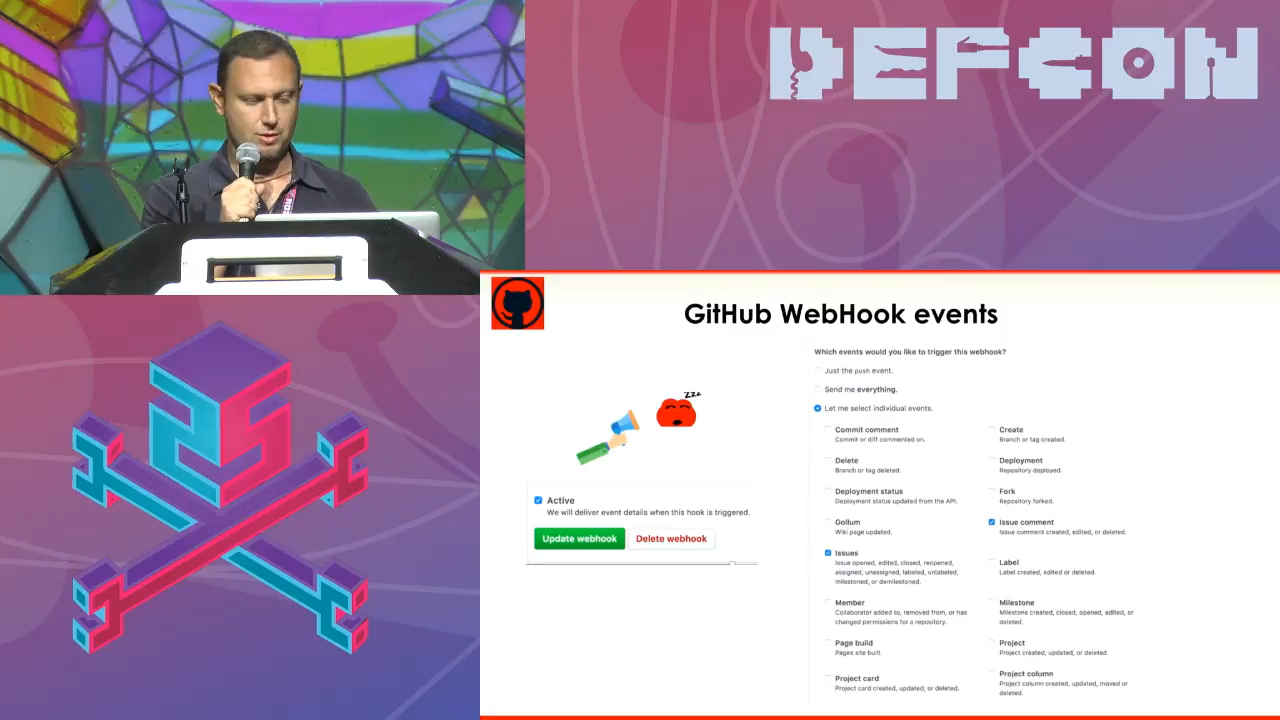 DEFCON
GitHub WebHook events
Which events would you like to trigger this webhook?
Just the push event.
Send me everything.
Let me select individual events.
Commit comment
Commit or diff commented on.
Create
Branch or tag created.
Delete
Branch or tag deleted.
Deployment
Repository deployed.
Deployment status
Deployment status updated from the API.
Fork
Repository forked.
Gollum
Wiki page updated.
Issue comment
Issue comment created, edited, or deleted.
Issues
Issue opened, edited, closed, reopened,
assigned, unassigned, labeled, unlabeled,
milestoned, or demilestoned.
Label
Label created, edited or deleted.
Member
Collaborator added to, removed from, or has
changed permissions for a repository.
Milestone
Milestone created, closed, opened, edited, or
deleted.
Page build
Pages site built.
Project
Project created, updated, or deleted.
Project card
Project card created, updated, or deleted.
Project column
Project column created, updated, moved or
deleted.
zzz
Active
We will deliver event details when this hook is triggered.
Update webhook
Delete webhook